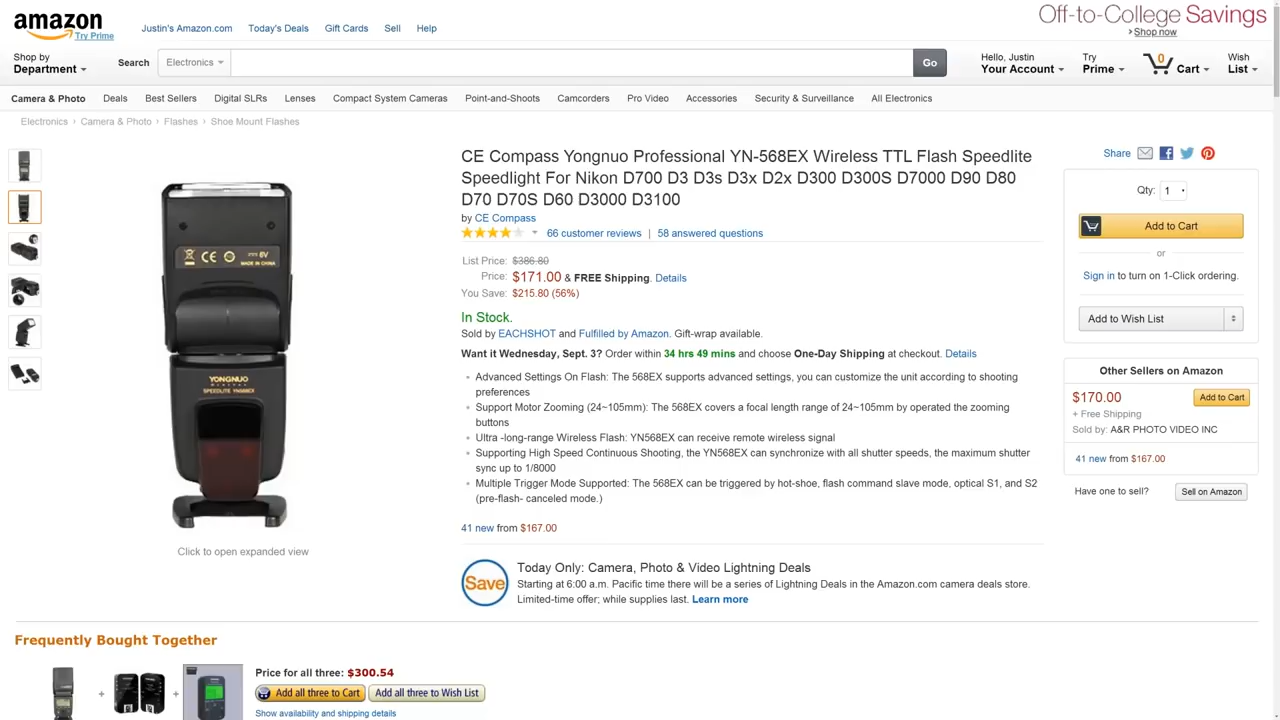 amazon
Try Prime
Justin's Amazon.com Today's Deals Gift Cards Sell Help
Off-to-College Savings
› Shop now
Shop by
Department
Search Electronics Go
Hello, Justin
Your Account
Try
Prime
0
Cart
Wish
List
Camera & Photo Deals Best Sellers Digital SLRs Lenses Compact System Cameras Point-and-Shoots Camcorders Pro Video Accessories Security & Surveillance All Electronics
Electronics › Camera & Photo › Flashes › Shoe Mount Flashes
CE
8V
MADE IN CHINA
YONGNUO
DIGITAL
SPEEDLITE YN568EX
Click to open expanded view
CE Compass Yongnuo Professional YN-568EX Wireless TTL Flash Speedlite
Speedlight For Nikon D700 D3 D3s D3x D2x D300 D300S D7000 D90 D80
D70 D70S D60 D3000 D3100
by CE Compass
66 customer reviews | 58 answered questions
List Price: $386.80
Price: $171.00 & FREE Shipping. Details
You Save: $215.80 (56%)
In Stock.
Sold by EACHSHOT and Fulfilled by Amazon. Gift-wrap available.
Want it Wednesday, Sept. 3? Order within 34 hrs 49 mins and choose One-Day Shipping at checkout. Details
Advanced Settings On Flash: The 568EX supports advanced settings, you can customize the unit according to shooting
preferences
Support Motor Zooming (24~105mm): The 568EX covers a focal length range of 24~105mm by operated the zooming
buttons
Ultra -long-range Wireless Flash: YN568EX can receive remote wireless signal
Supporting High Speed Continuous Shooting, the YN568EX can synchronize with all shutter speeds, the maximum shutter
sync up to 1/8000
Multiple Trigger Mode Supported: The 568EX can be triggered by hot-shoe, flash command slave mode, optical S1, and S2
(pre-flash- canceled mode.)
41 new from $167.00
Save
Today Only: Camera, Photo & Video Lightning Deals
Starting at 6:00 a.m. Pacific time there will be a series of Lightning Deals in the Amazon.com camera deals store.
Limited-time offer; while supplies last. Learn more
Share
Qty: 1
Add to Cart
or
Sign in to turn on 1-Click ordering.
Add to Wish List
Other Sellers on Amazon
$170.00 Add to Cart
+ Free Shipping
Sold by: A&R PHOTO VIDEO INC
41 new from $167.00
Have one to sell? Sell on Amazon
Frequently Bought Together
+ +
Price for all three: $300.54
Add all three to Cart Add all three to Wish List
Show availability and shipping details